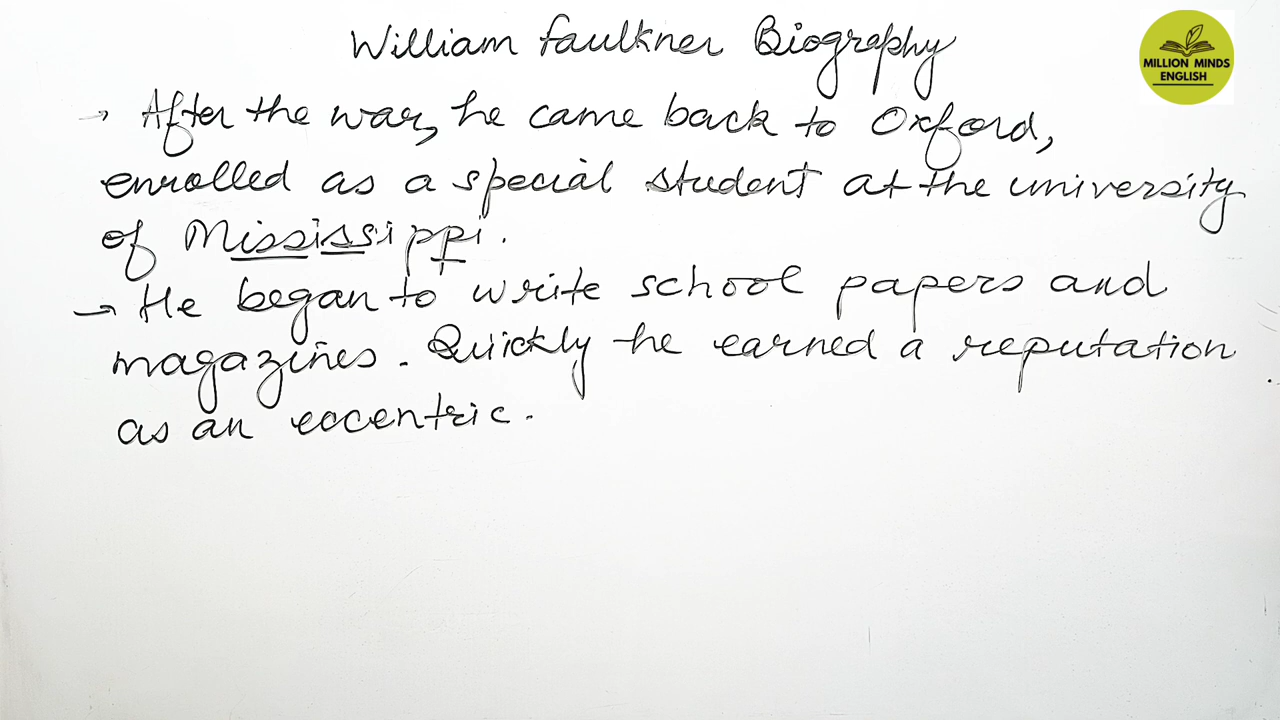 William Faulkner Biography
MILLION MINDS
ENGLISH
→ After the war, he came back to Oxford,
enrolled as a special student at the university
of Mississippi.
→ He began to write school papers and
magazines. Quickly he earned a reputation
as an eccentric.